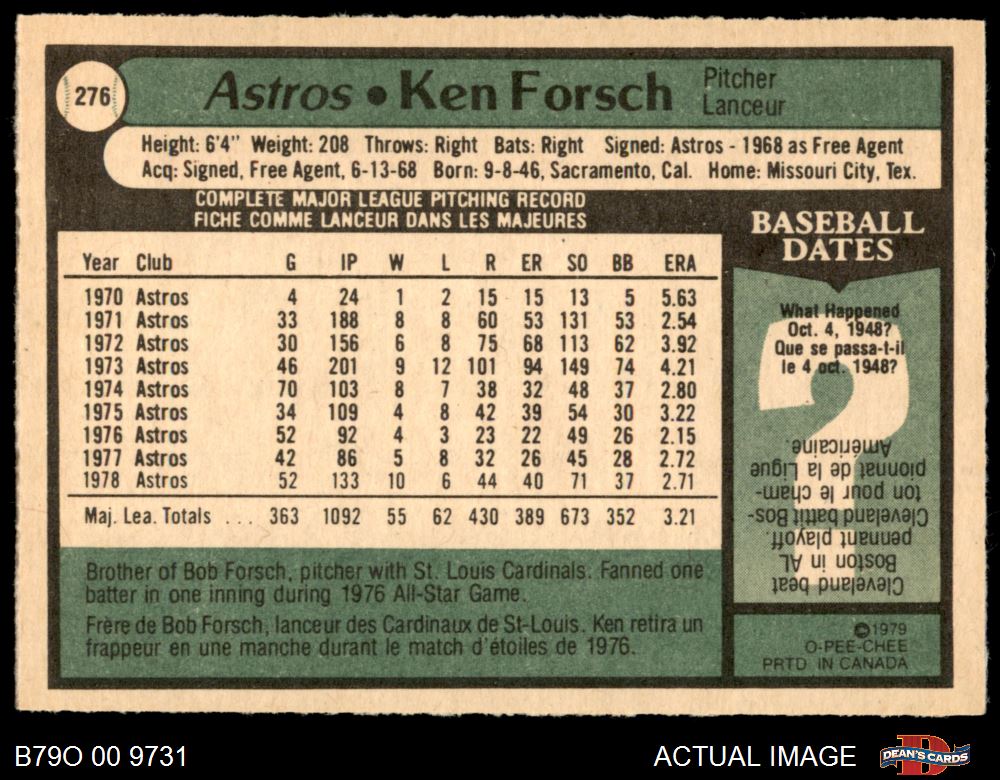 276
Astros • Ken Forsch
Pitcher
Lanceur
Height: 6'4" Weight: 208 Throws: Right Bats: Right Signed: Astros - 1968 as Free Agent
Acq: Signed, Free Agent, 6-13-68 Born: 9-8-46, Sacramento, Cal. Home: Missouri City, Tex.
COMPLETE MAJOR LEAGUE PITCHING RECORD
FICHE COMME LANCEUR DANS LES MAJEURES
Year Club G IP W L R ER SO BB ERA
1970 Astros 4 24 1 2 15 15 13 5 5.63
1971 Astros 33 188 8 8 60 53 131 53 2.54
1972 Astros 30 156 6 8 75 68 113 62 3.92
1973 Astros 46 201 9 12 101 94 149 74 4.21
1974 Astros 70 103 8 7 38 32 48 37 2.80
1975 Astros 34 109 4 8 42 39 54 30 3.22
1976 Astros 52 92 4 3 23 22 49 26 2.15
1977 Astros 42 86 5 8 32 26 45 28 2.72
1978 Astros 52 133 10 6 44 40 71 37 2.71
Maj. Lea. Totals ... 363 1092 55 62 430 389 673 352 3.21
Brother of Bob Forsch, pitcher with St. Louis Cardinals. Fanned one
batter in one inning during 1976 All-Star Game.
Frère de Bob Forsch, lanceur des Cardinaux de St-Louis. Ken retira un
frappeur en une manche durant le match d'étoiles de 1976.
BASEBALL
DATES
What Happened
Oct. 4, 1948?
Que se passa-t-il
le 4 oct. 1948?
?
Cleveland beat
Boston in AL
pennant playoff.
Cleveland battit Bos-
ton pour le cham-
pionnat de la Ligue
Américaine.
©1979
O-PEE-CHEE
PRTD IN CANADA
B79O 00 9731
ACTUAL IMAGE
DEAN'S CARDS